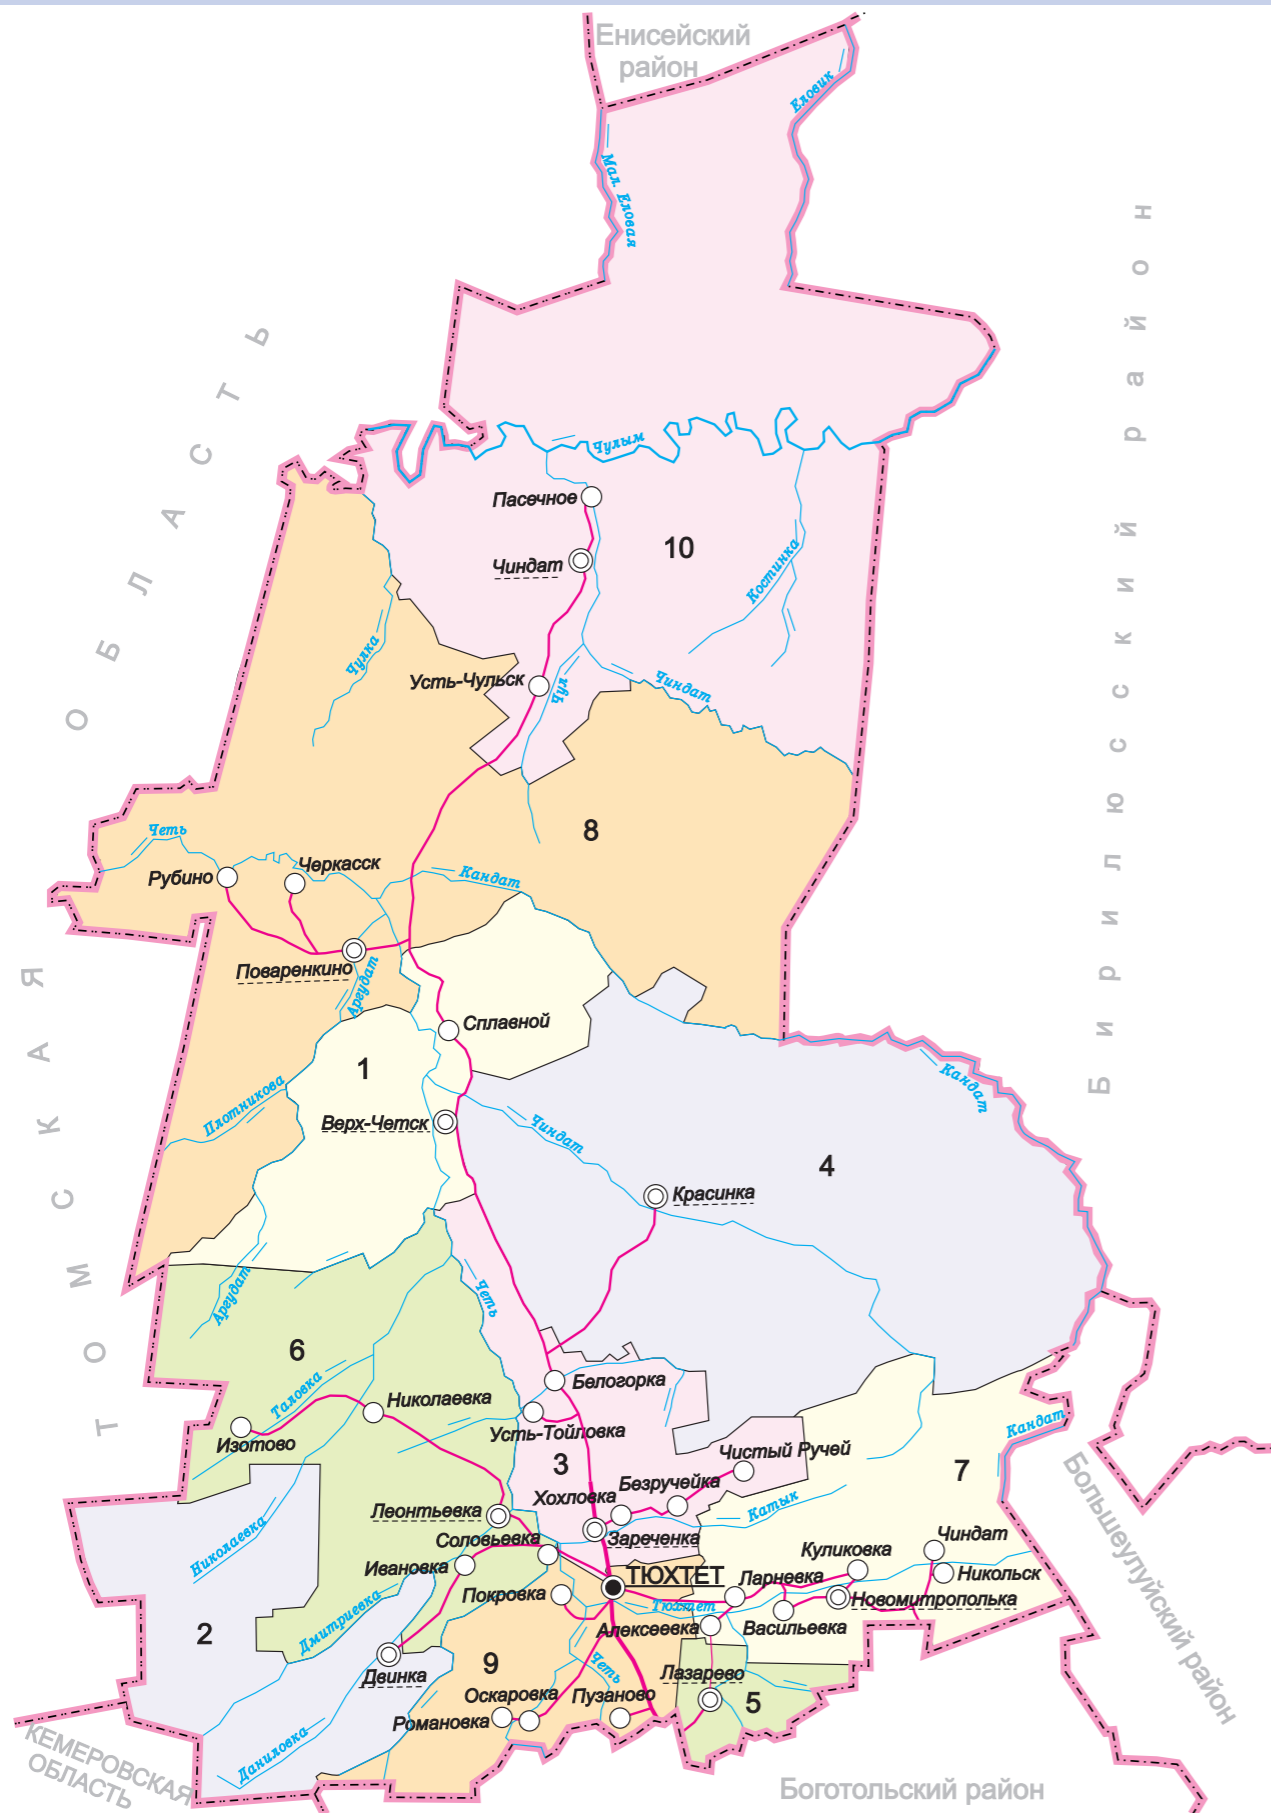 Енисейский
район
Еловик
Мал. Еловая
ТОМСКАЯ ОБЛАСТЬ
Бирилюсский район
Чулым
Пасечное
10
Чиндат
Костинка
Чулка
Усть-Чульск
Чул
Чиндат
8
Четь
Черкасск
Рубино
Кандат
Поваренкино
Аргудат
Сплавной
1
Кандат
Плотникова
Верх-Четск
Чиндат
4
Красинка
Аргудат
Четь
6
Белогорка
Таловка
Николаевка
Усть-Тойловка
Изотово
Кандат
Чистый Ручей
3
7
Безручейка
Хохловка
Катык
Леонтьевка
Зареченка
Соловьевка
Николаевка
Ивановка
Куликовка
Чиндат
ТЮХТЕТ
Ларневка
Никольск
Покровка
Тюхтет
Новомитрополька
Дмитриевка
Алексеевка
Васильевка
Большеулуйский район
2
Двинка
9
Четь
Лазарево
Оскаровка
Пузаново
5
Романовка
Даниловка
КЕМЕРОВСКАЯ
ОБЛАСТЬ
Боготольский район